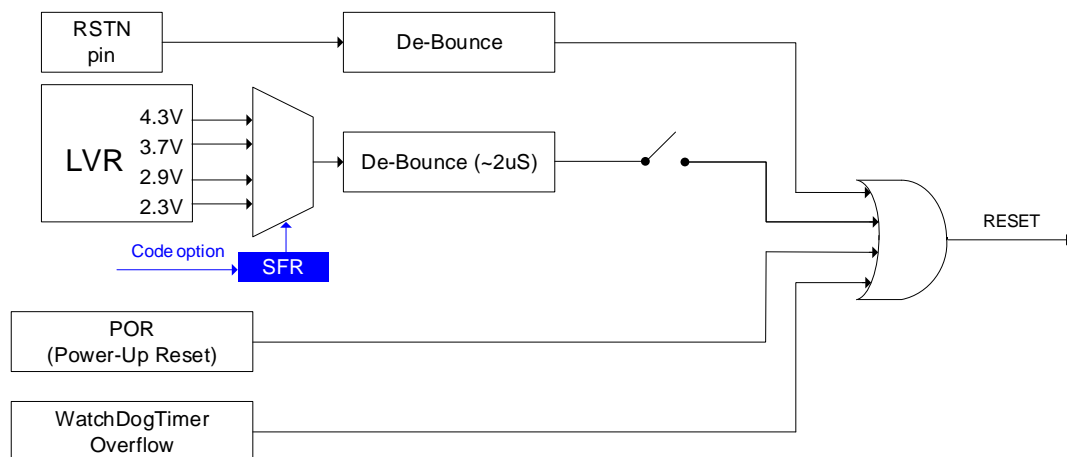 RSTN
pin
De-Bounce
LVR
4.3V
3.7V
2.9V
2.3V
De-Bounce (~2uS)
Code option
SFR
RESET
POR
(Power-Up Reset)
WatchDogTimer
Overflow